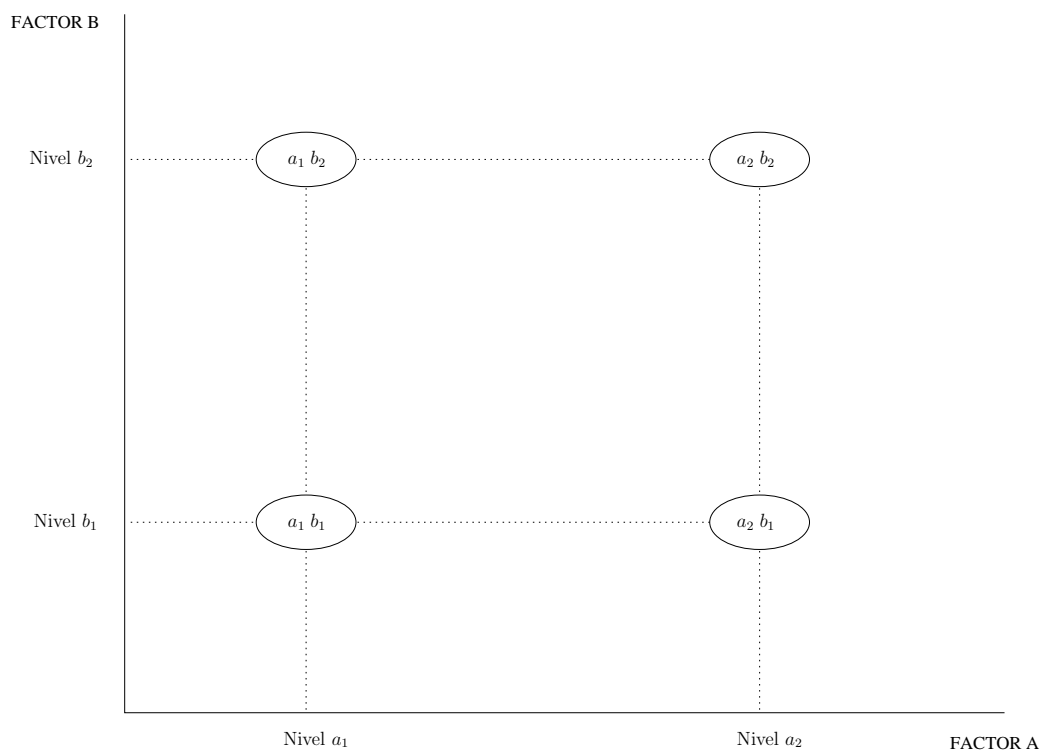 FACTOR B
Nivel b₂
a₁ b₂
a₂ b₂
Nivel b₁
a₁ b₁
a₂ b₁
Nivel a₁
Nivel a₂
FACTOR A